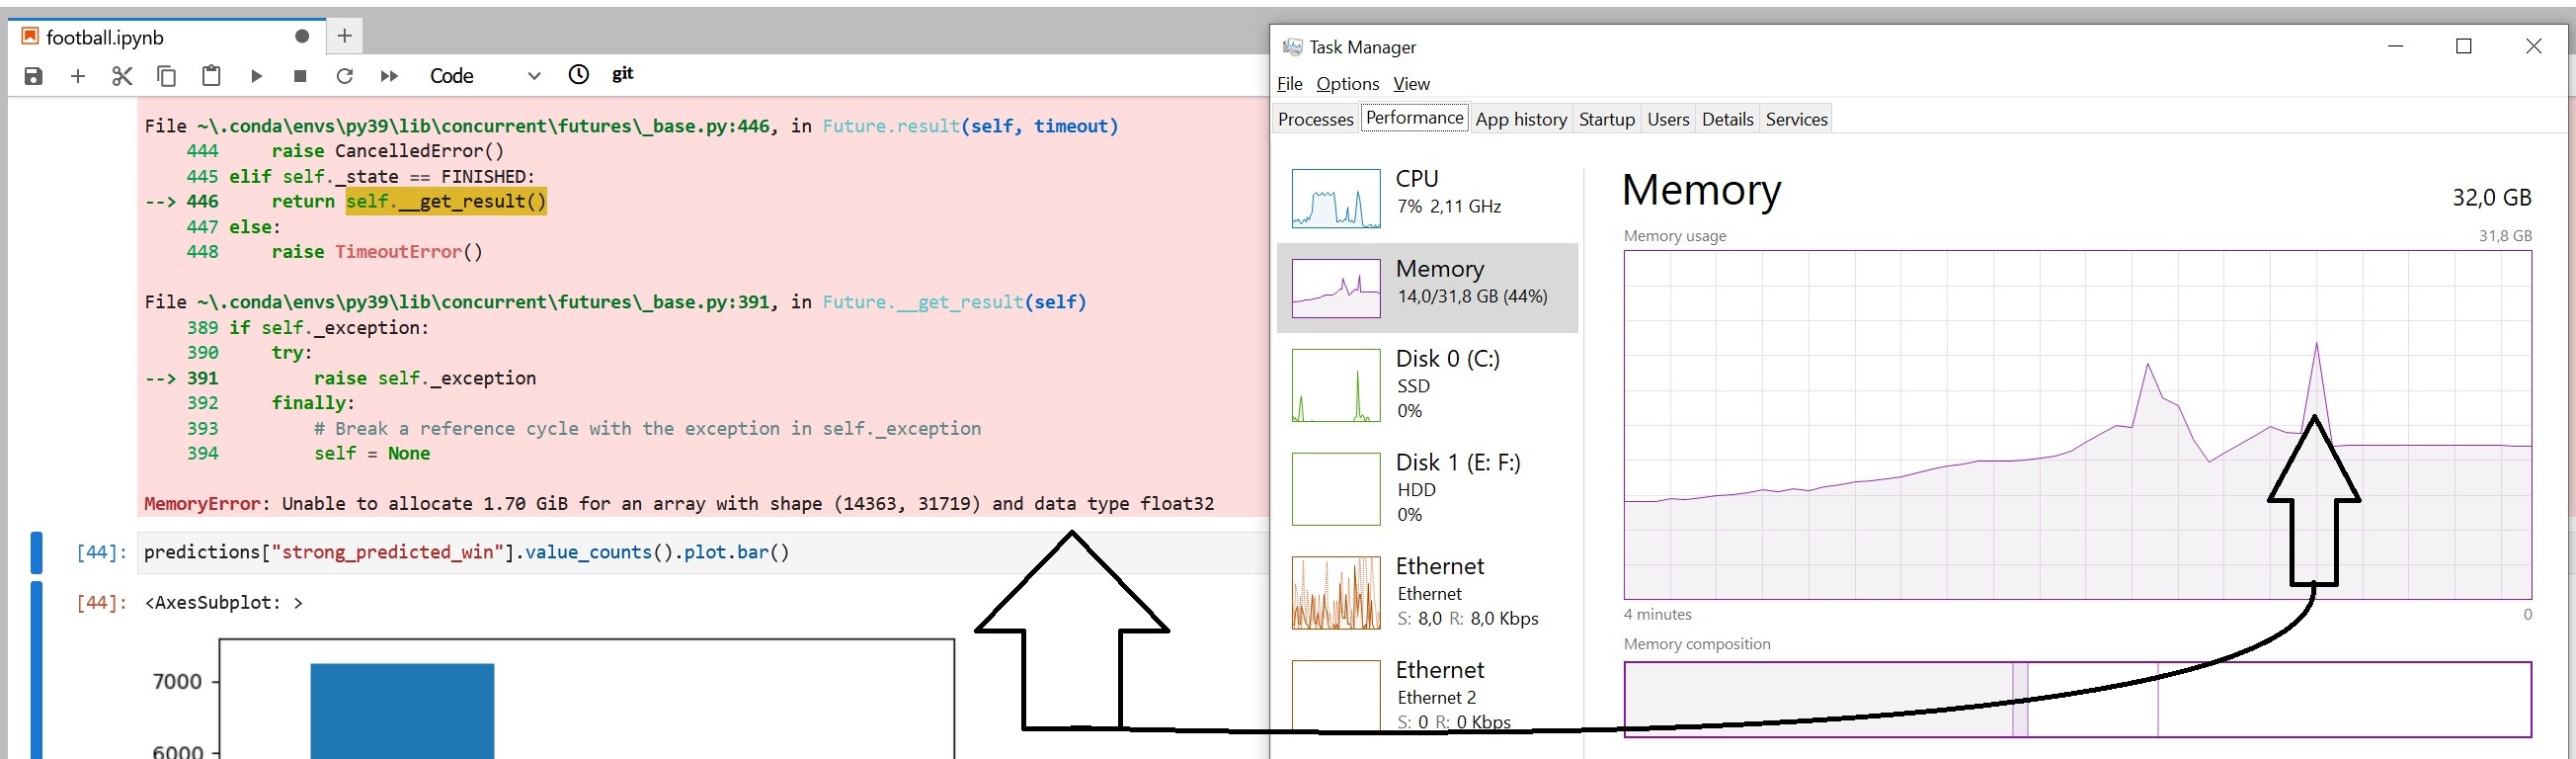 football.ipynb
Code
git
File ~\.conda\envs\py39\lib\concurrent\futures\_base.py:446, in Future.result(self, timeout)
444 raise CancelledError()
445 elif self._state == FINISHED:
--> 446 return self.__get_result()
447 else:
448 raise TimeoutError()
File ~\.conda\envs\py39\lib\concurrent\futures\_base.py:391, in Future.__get_result(self)
389 if self._exception:
390 try:
--> 391 raise self._exception
392 finally:
393 # Break a reference cycle with the exception in self._exception
394 self = None
MemoryError: Unable to allocate 1.70 GiB for an array with shape (14363, 31719) and data type float32
[44]: predictions["strong_predicted_win"].value_counts().plot.bar()
[44]: <AxesSubplot: >
7000
6000
Task Manager
File Options View
Processes Performance App history Startup Users Details Services
CPU
7% 2,11 GHz
Memory
14,0/31,8 GB (44%)
Disk 0 (C:)
SSD
0%
Disk 1 (E: F:)
HDD
0%
Ethernet
Ethernet
S: 8,0 R: 8,0 Kbps
Ethernet
Ethernet 2
S: 0 R: 0 Kbps
Memory 32,0 GB
Memory usage 31,8 GB
4 minutes 0
Memory composition